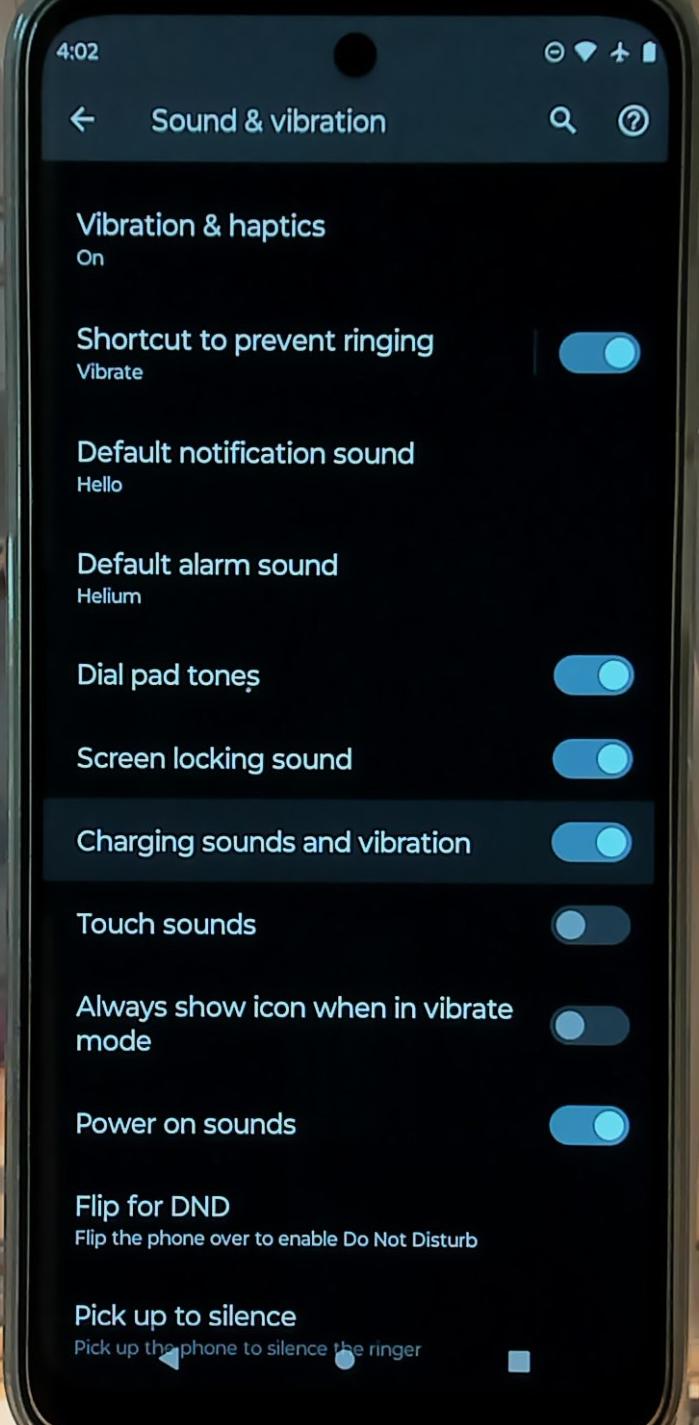 4:02
Sound & vibration
Vibration & haptics
On
Shortcut to prevent ringing
Vibrate
Default notification sound
Hello
Default alarm sound
Helium
Dial pad tones
Screen locking sound
Charging sounds and vibration
Touch sounds
Always show icon when in vibrate
mode
Power on sounds
Flip for DND
Flip the phone over to enable Do Not Disturb
Pick up to silence
Pick up the phone to silence the ringer